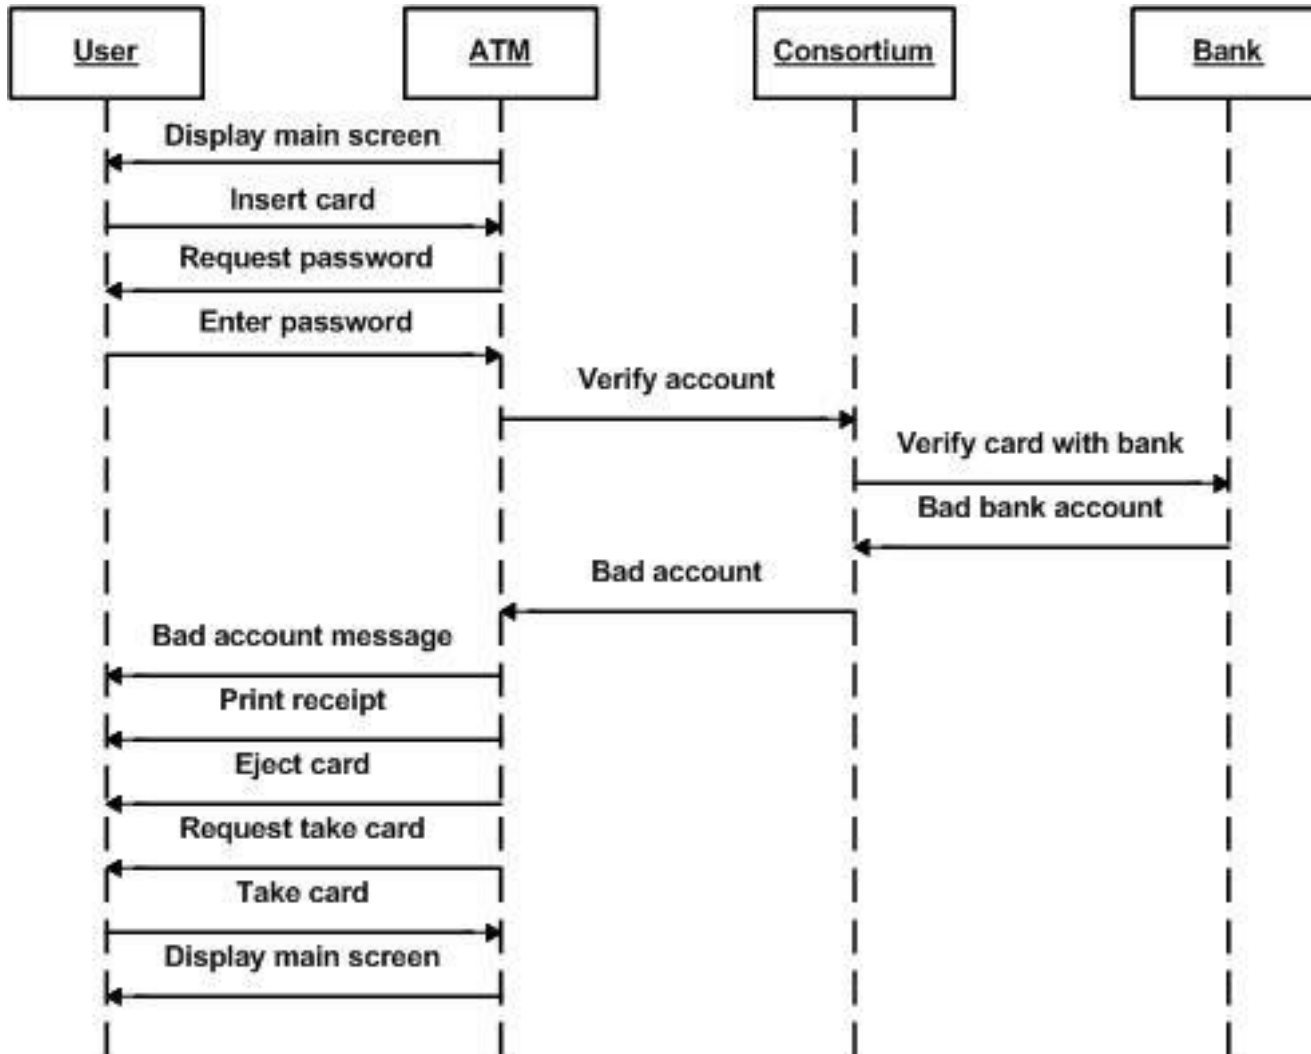 User
ATM
Consortium
Bank
Display main screen
Insert card
Request password
Enter password
Verify account
Verify card with bank
Bad bank account
Bad account
Bad account message
Print receipt
Eject card
Request take card
Take card
Display main screen